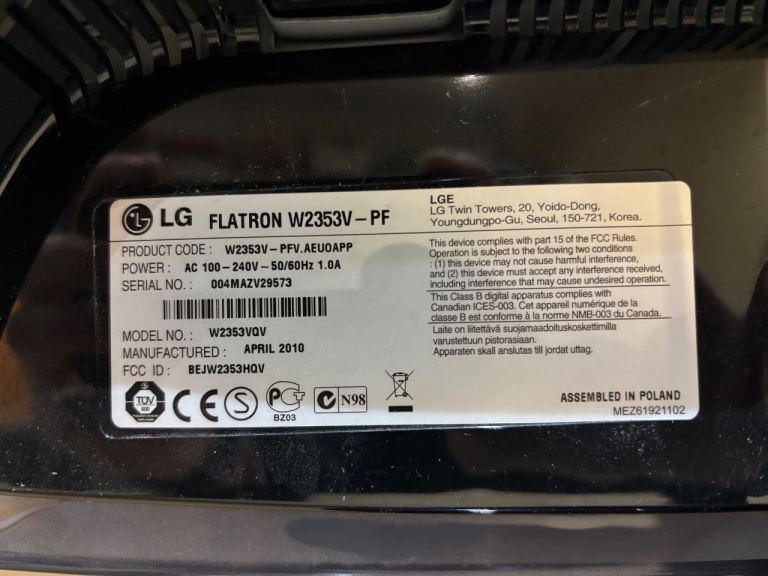 LG FLATRON W2353V-PF
PRODUCT CODE : W2353V-PFV.AEUOAPP
POWER : AC 100-240V~50/60Hz 1.0A
SERIAL NO. : 004MAZV29573
MODEL NO. : W2353VQV
MANUFACTURED : APRIL 2010
FCC ID : BEJW2353HQV
TÜV
SÜD
CE
S
PCT
BZ03
N98
LGE
LG Twin Towers, 20, Yoido-Dong,
Youngdungpo-Gu, Seoul, 150-721, Korea.
This device complies with part 15 of the FCC Rules.
Operation is subject to the following two conditions
: (1) this device may not cause harmful interference,
and (2) this device must accept any interference received,
including interference that may cause undesired operation.
This Class B digital apparatus complies with
Canadian ICES-003. Cet appareil numérique de la
classe B est conforme à la norme NMB-003 du Canada.
Laite on liitettävä suojamaadoituskoskettimilla
varustettuun pistorasiaan.
Apparaten skall anslutas till jordat uttag.
ASSEMBLED IN POLAND
MEZ61921102